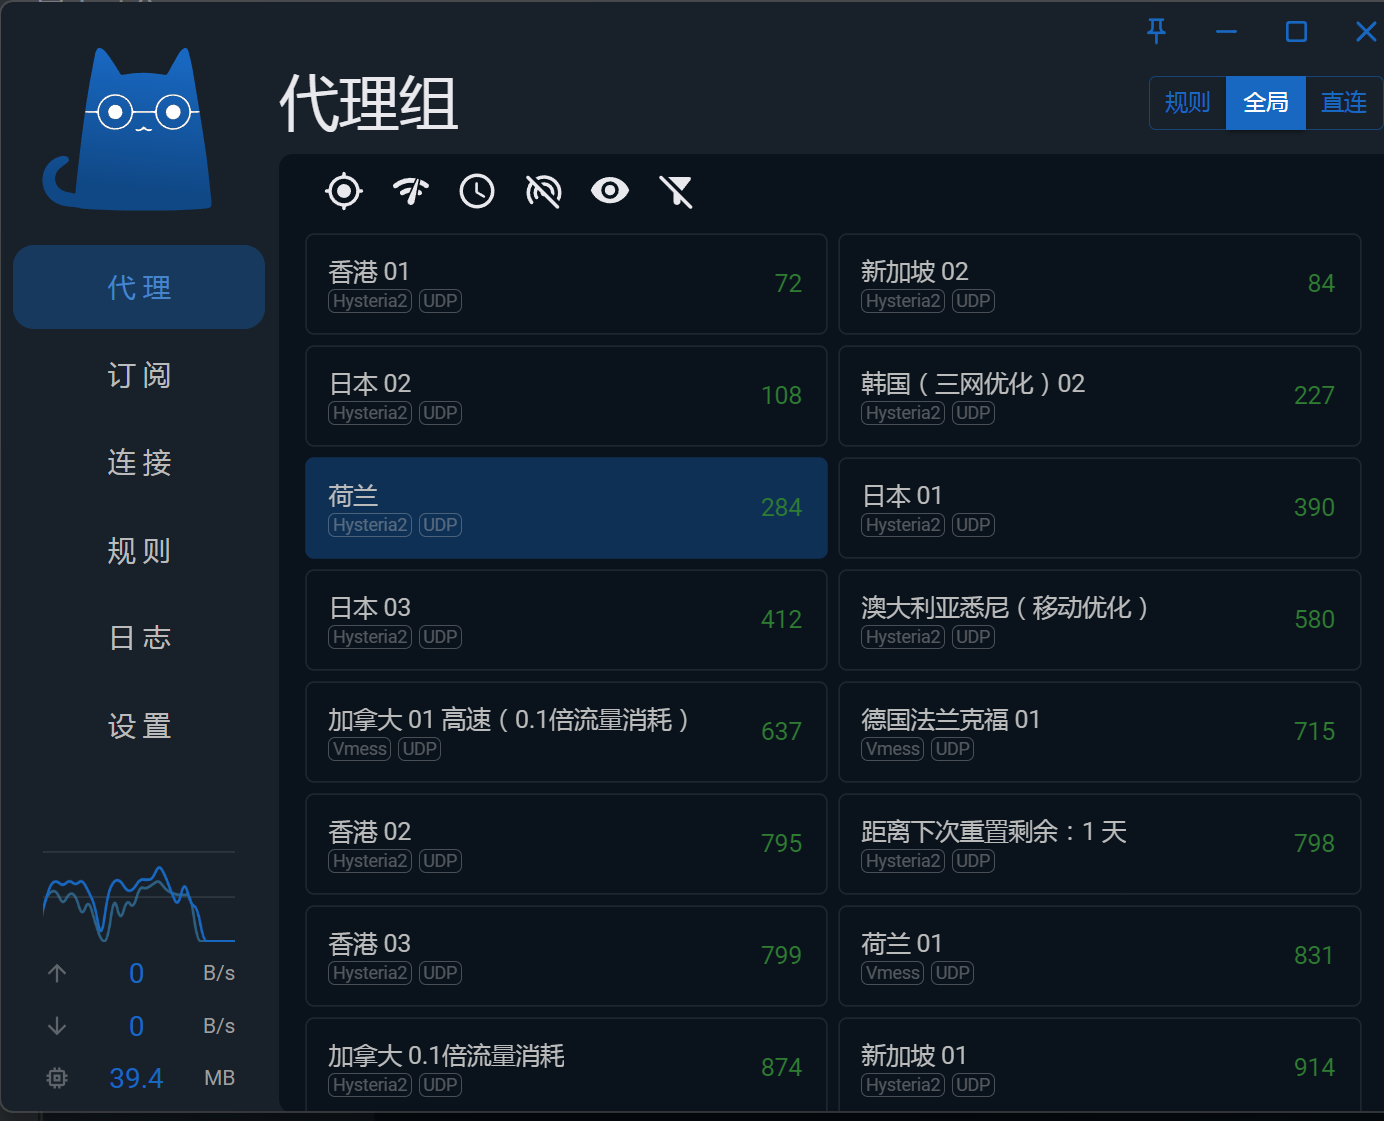 代理组
规则 全局 直连
代理
订阅
连接
规则
日志
设置
0 B/s
0 B/s
39.4 MB
香港 01
Hysteria2 UDP
72
新加坡 02
Hysteria2 UDP
84
日本 02
Hysteria2 UDP
108
韩国（三网优化）02
Hysteria2 UDP
227
荷兰
Hysteria2 UDP
284
日本 01
Hysteria2 UDP
390
日本 03
Hysteria2 UDP
412
澳大利亚悉尼（移动优化）
Hysteria2 UDP
580
加拿大 01 高速（0.1倍流量消耗）
Vmess UDP
637
德国法兰克福 01
Vmess UDP
715
香港 02
Hysteria2 UDP
795
距离下次重置剩余：1 天
Hysteria2 UDP
798
香港 03
Hysteria2 UDP
799
荷兰 01
Vmess UDP
831
加拿大 0.1倍流量消耗
Hysteria2 UDP
874
新加坡 01
Hysteria2 UDP
914